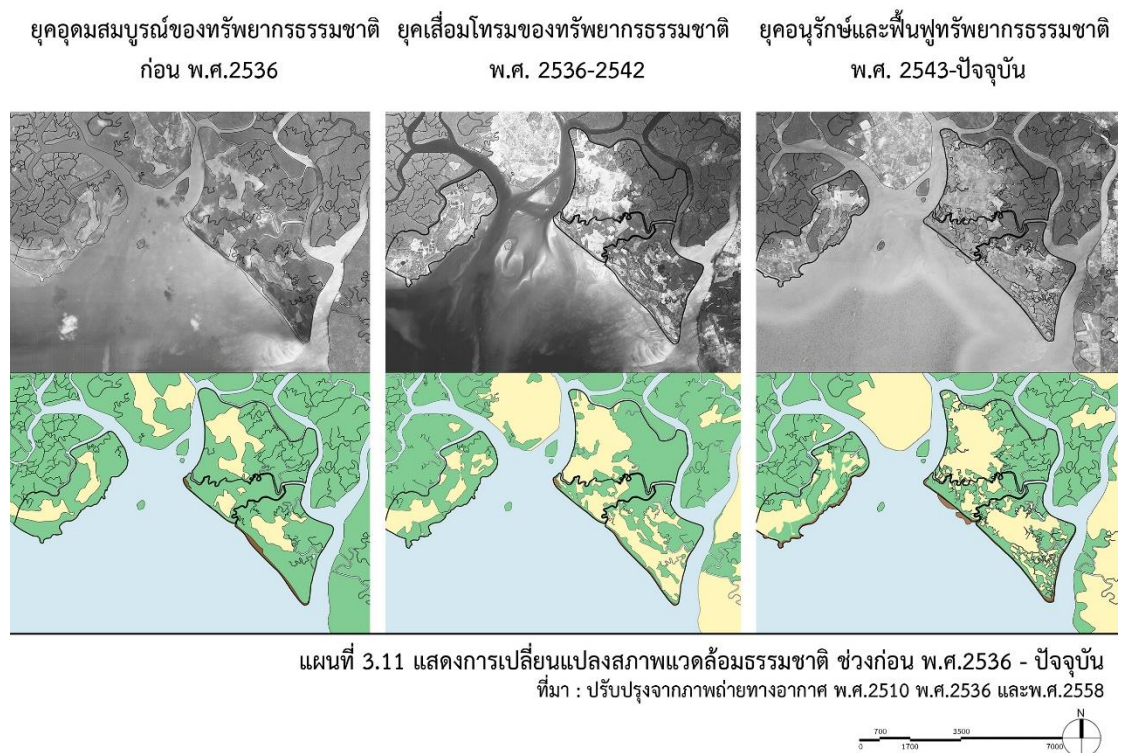 ยุคอุดมสมบูรณ์ของทรัพยากรธรรมชาติ
ก่อน พ.ศ.2536
ยุคเสื่อมโทรมของทรัพยากรธรรมชาติ
พ.ศ. 2536-2542
ยุคอนุรักษ์และฟื้นฟูทรัพยากรธรรมชาติ
พ.ศ. 2543-ปัจจุบัน
แผนที่ 3.11 แสดงการเปลี่ยนแปลงสภาพแวดล้อมธรรมชาติ ช่วงก่อน พ.ศ.2536 - ปัจจุบัน
ที่มา : ปรับปรุงจากภาพถ่ายทางอากาศ พ.ศ.2510 พ.ศ.2536 และพ.ศ.2558
N
700 3500
0 1700 7000